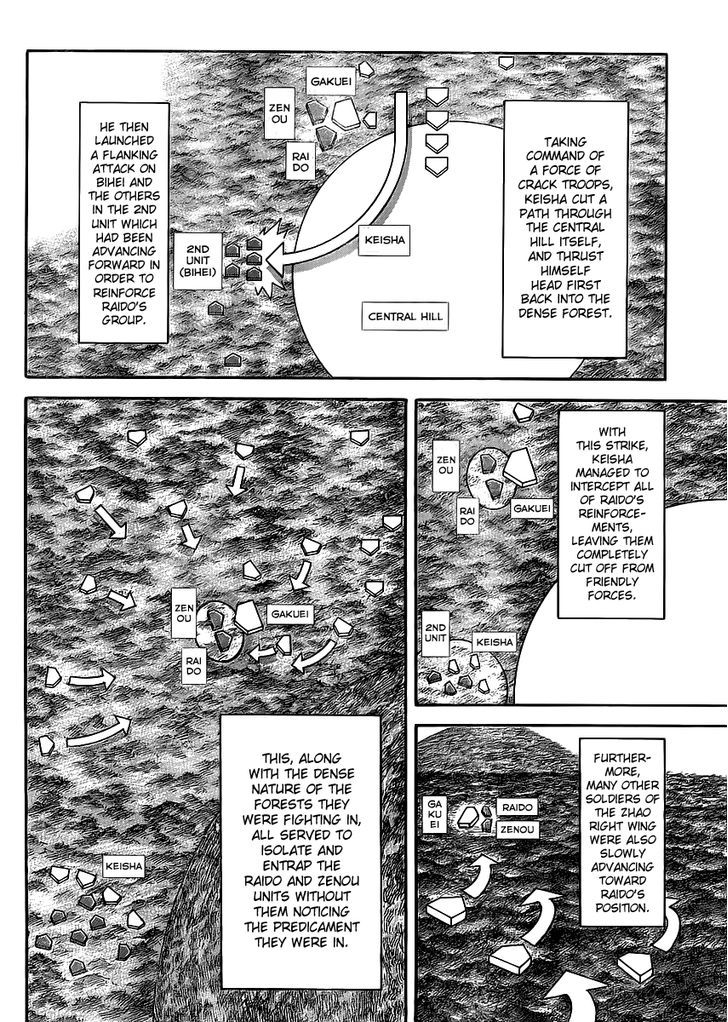 TAKING
COMMAND OF
A FORCE OF
CRACK TROOPS,
KEISHA CUT A
PATH THROUGH
THE CENTRAL
HILL ITSELF,
AND THRUST
HIMSELF
HEAD FIRST
BACK INTO THE
DENSE FOREST.
GAKUEI
ZEN
OU
RAI
DO
KEISHA
2ND
UNIT
(BIHEI)
CENTRAL HILL
HE THEN
LAUNCHED
A FLANKING
ATTACK ON
BIHEI AND
THE OTHERS
IN THE 2ND
UNIT WHICH
HAD BEEN
ADVANCING
FORWARD IN
ORDER TO
REINFORCE
RAIDO'S
GROUP.
WITH
THIS STRIKE,
KEISHA
MANAGED TO
INTERCEPT ALL
OF RAIDO'S
REINFORCE-
MENTS,
LEAVING THEM
COMPLETELY
CUT OFF FROM
FRIENDLY
FORCES.
ZEN
OU
RAI
DO
GAKUEI
2ND
UNIT
KEISHA
FURTHER-
MORE,
MANY OTHER
SOLDIERS OF
THE ZHAO
RIGHT WING
WERE ALSO
SLOWLY
ADVANCING
TOWARD
RAIDO'S
POSITION.
GA
KU
EI
RAIDO
ZENOU
ZEN
OU
GAKUEI
RAI
DO
KEISHA
THIS, ALONG
WITH THE DENSE
NATURE OF THE
FORESTS THEY
WERE FIGHTING IN,
ALL SERVED TO
ISOLATE AND
ENTRAP THE
RAIDO AND ZENOU
UNITS WITHOUT
THEM NOTICING
THE PREDICAMENT
THEY WERE IN.